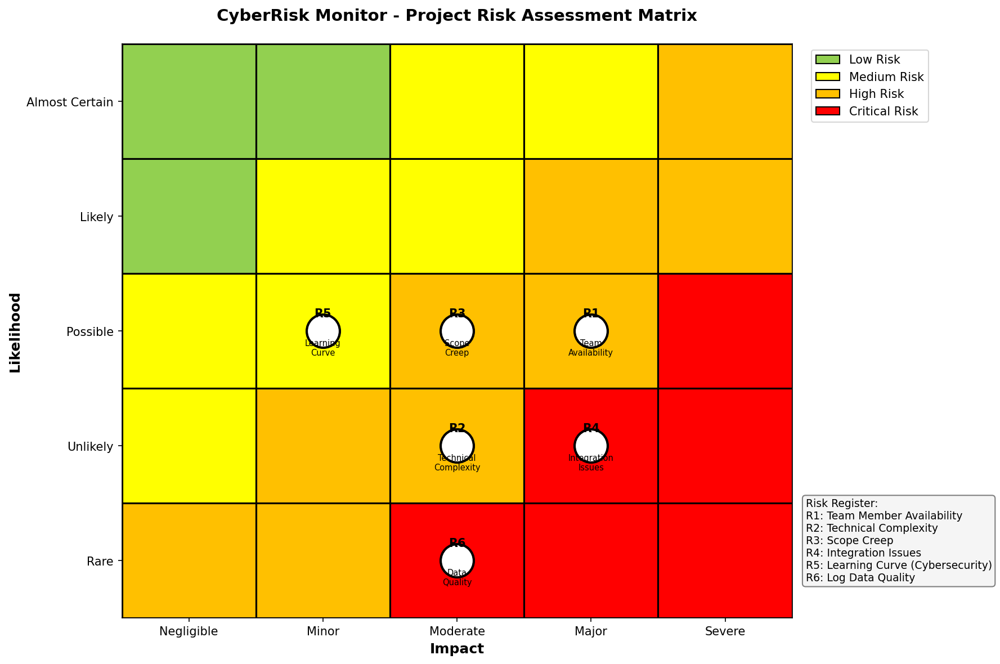 CyberRisk Monitor - Project Risk Assessment Matrix
Low Risk
Medium Risk
High Risk
Critical Risk
Almost Certain
Likely
Possible
Unlikely
Rare
Likelihood
R5
Learning
Curve
R3
Scope
Creep
R1
Team
Availability
R2
Technical
Complexity
R4
Integration
Issues
R6
Data
Quality
Risk Register:
R1: Team Member Availability
R2: Technical Complexity
R3: Scope Creep
R4: Integration Issues
R5: Learning Curve (Cybersecurity)
R6: Log Data Quality
Negligible
Minor
Moderate
Major
Severe
Impact